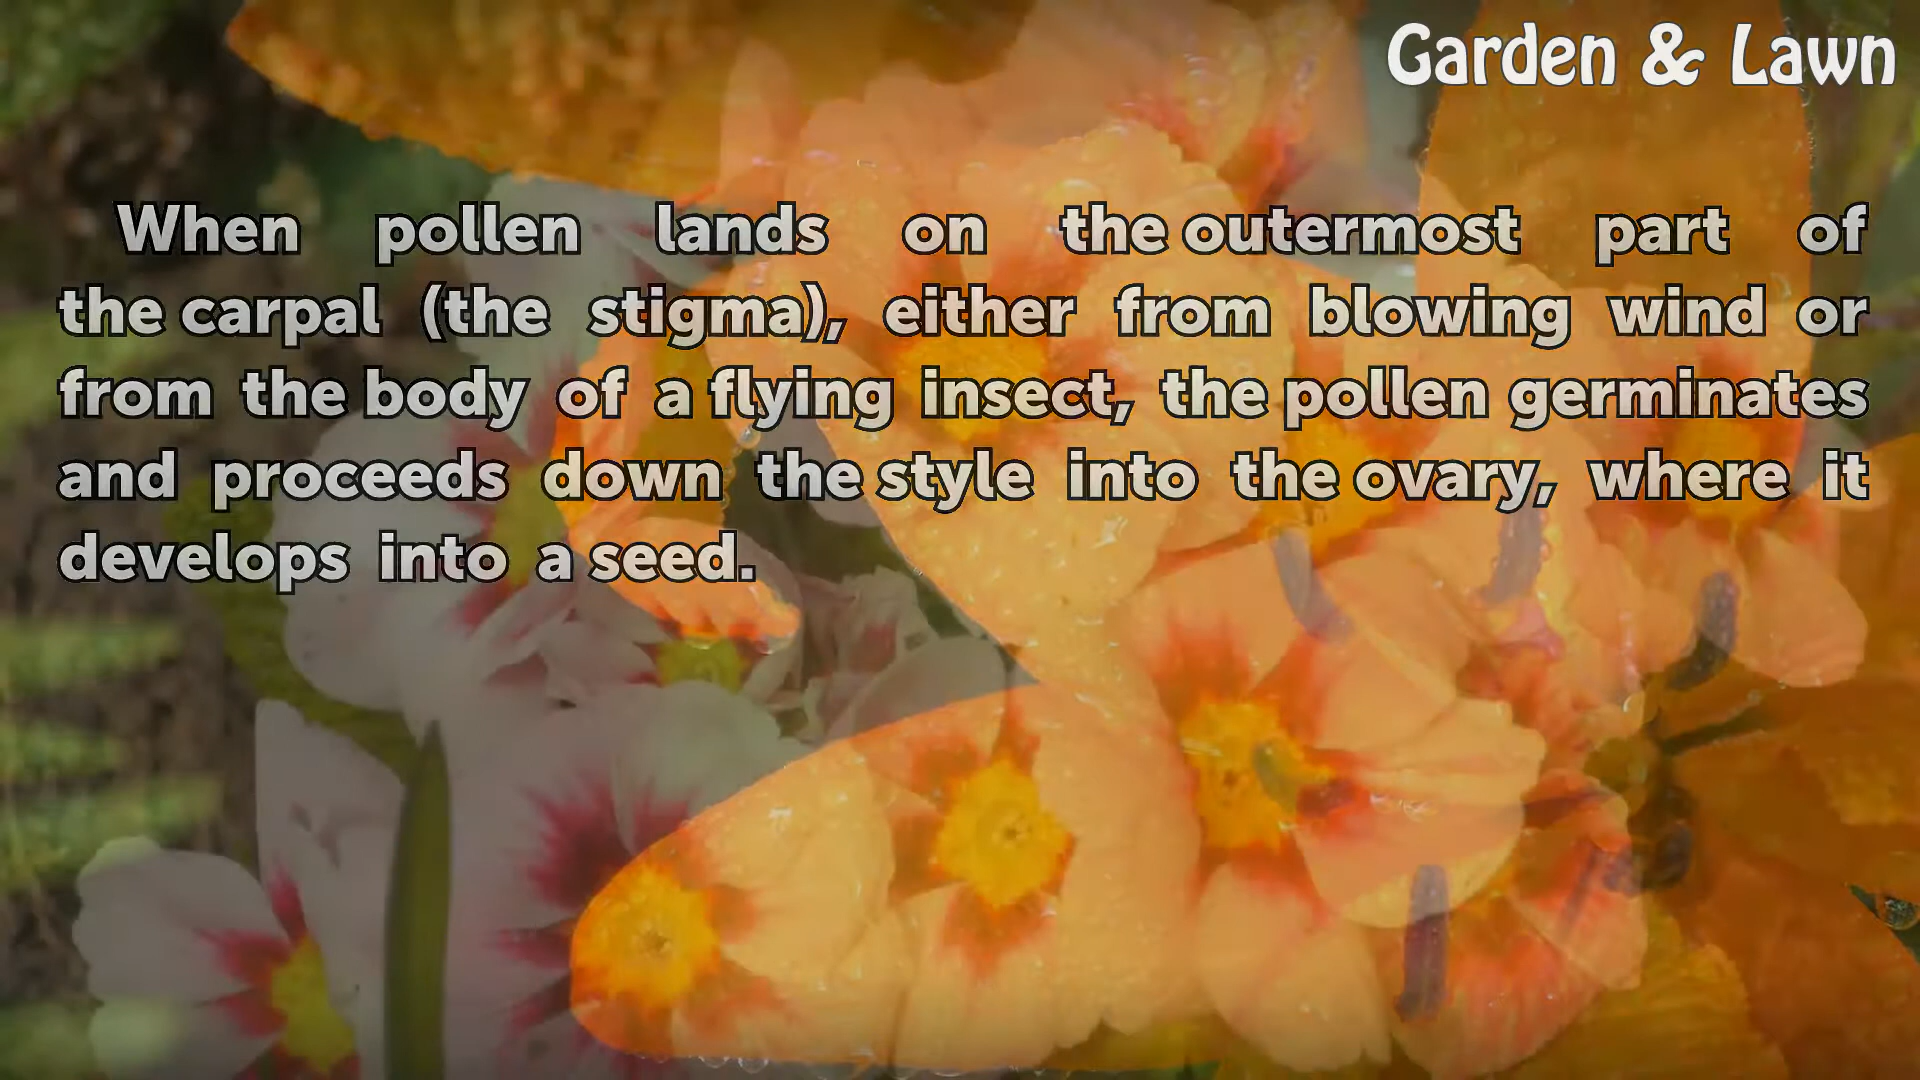 Garden & Lawn
When pollen lands on the outermost part of
the carpal (the stigma), either from blowing wind or
from the body of a flying insect, the pollen germinates
and proceeds down the style into the ovary, where it
develops into a seed.